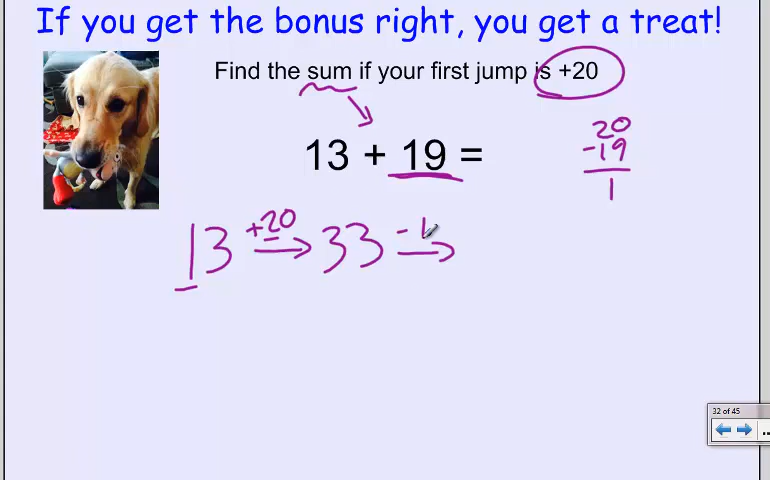 If you get the bonus right, you get a treat!
Find the sum if your first jump is +20
13 + 19 =
20
-19
1
13 +20 → 33 -1 →
32 of 45
...